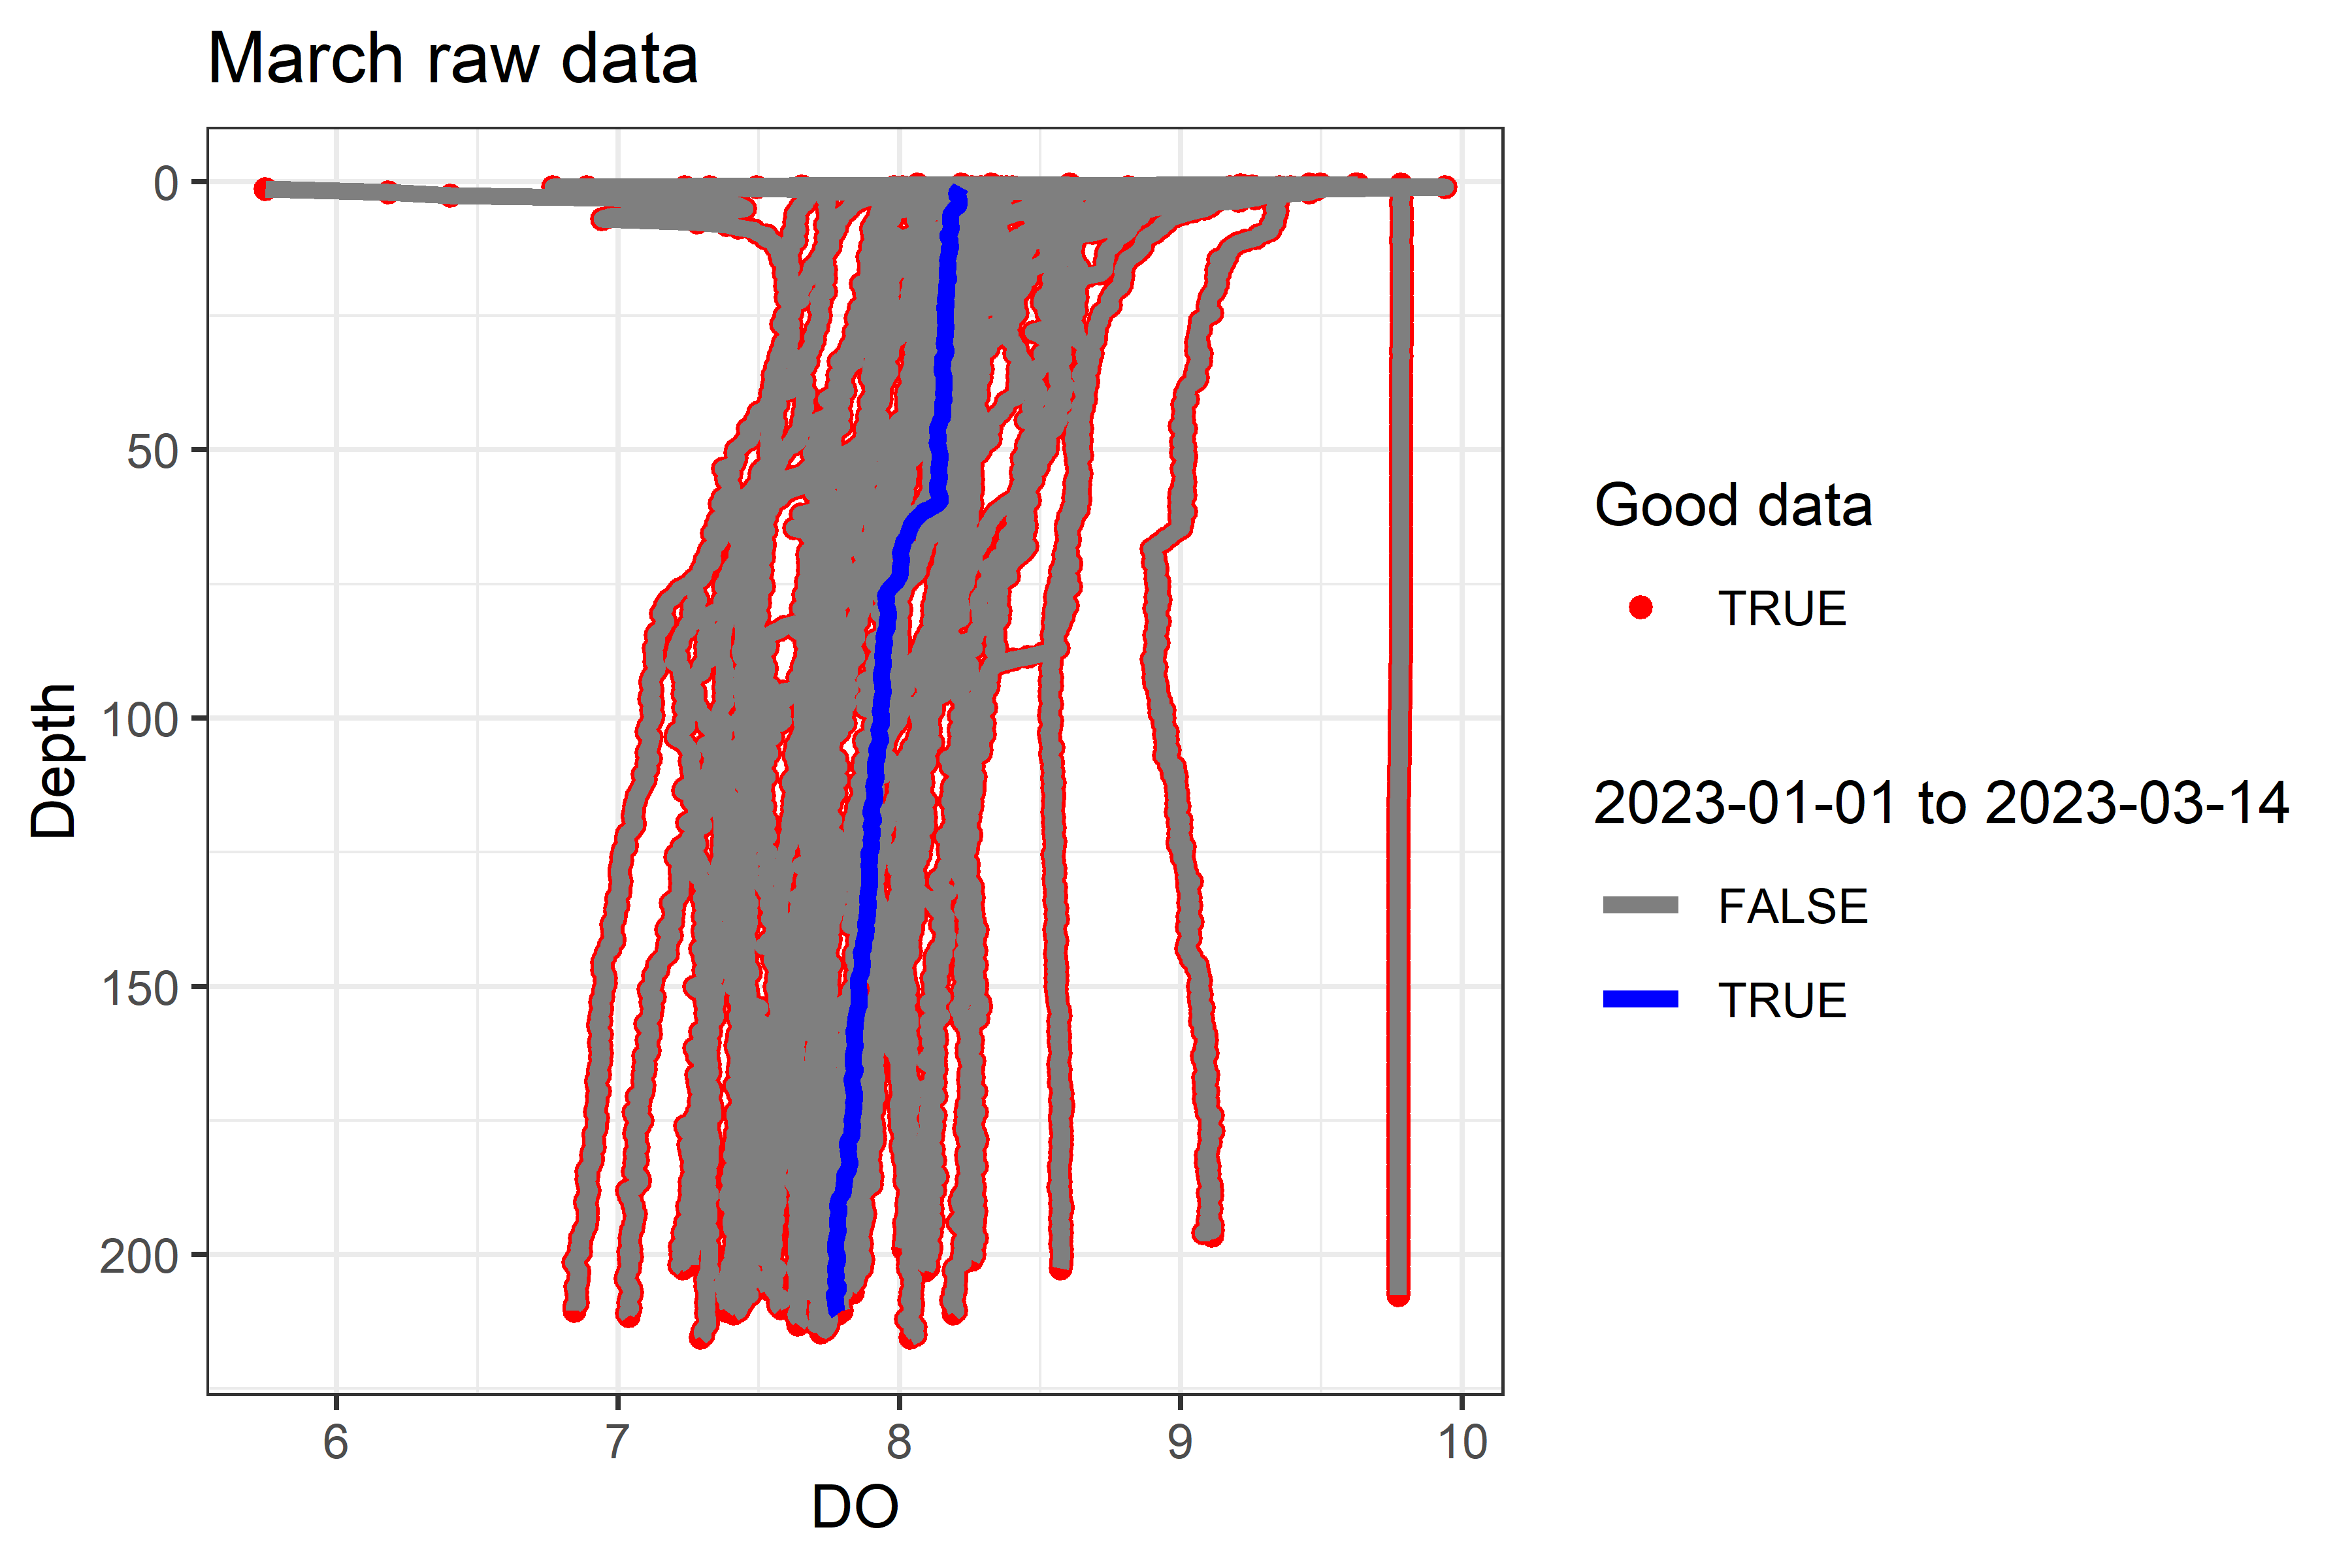 March raw data
0
50
100
150
200
Depth
6 7 8 9 10
DO
Good data
TRUE
2023-01-01 to 2023-03-14
FALSE
TRUE